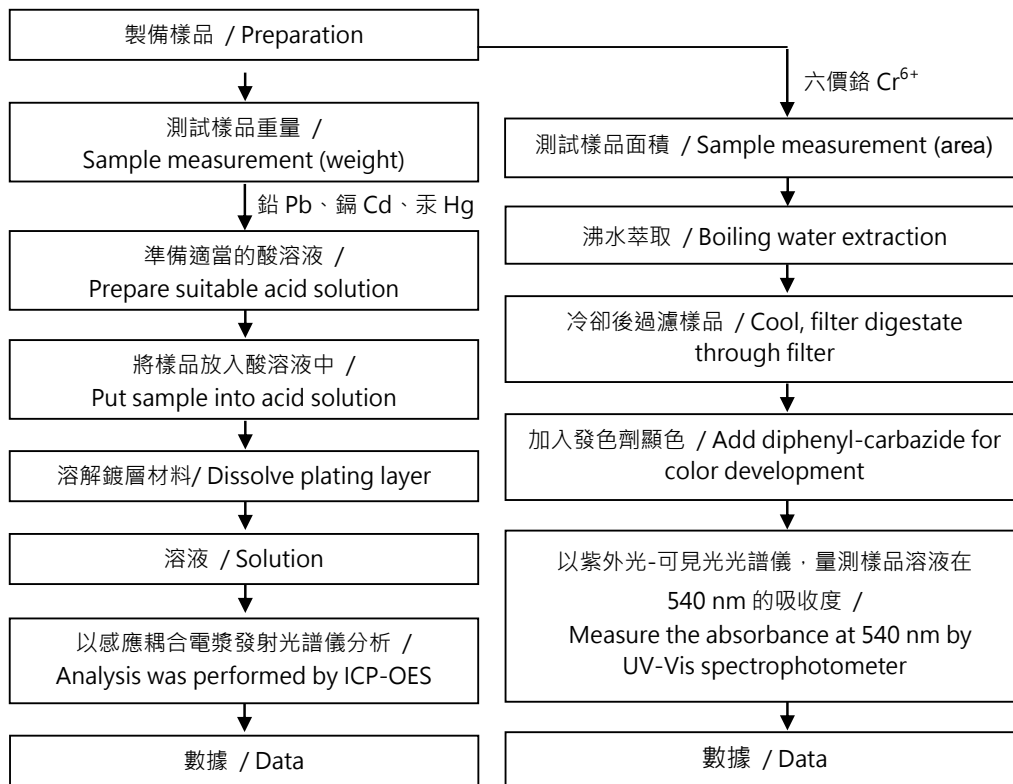 製備樣品 / Preparation
測試樣品重量 /
Sample measurement (weight)
鉛 Pb、鎘 Cd、汞 Hg
準備適當的酸溶液 /
Prepare suitable acid solution
將樣品放入酸溶液中 /
Put sample into acid solution
溶解鍍層材料/ Dissolve plating layer
溶液 / Solution
以感應耦合電漿發射光譜儀分析 /
Analysis was performed by ICP-OES
數據 / Data
六價鉻 Cr⁶⁺
測試樣品面積 / Sample measurement (area)
沸水萃取 / Boiling water extraction
冷卻後過濾樣品 / Cool, filter digestate
through filter
加入發色劑顯色 / Add diphenyl-carbazide for
color development
以紫外光-可見光光譜儀，量測樣品溶液在
540 nm 的吸收度 /
Measure the absorbance at 540 nm by
UV-Vis spectrophotometer
數據 / Data